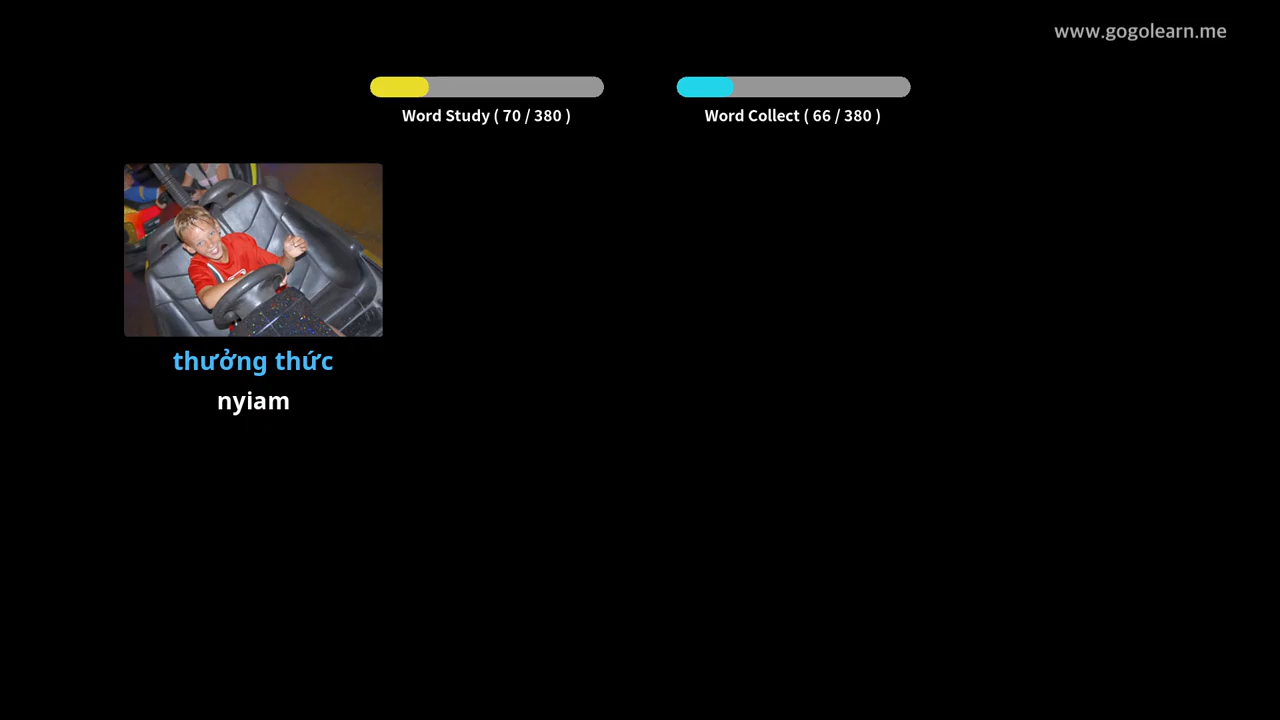 www.gogolearn.me
Word Study ( 70 / 380 )
Word Collect ( 66 / 380 )
thưởng thức
nyiam